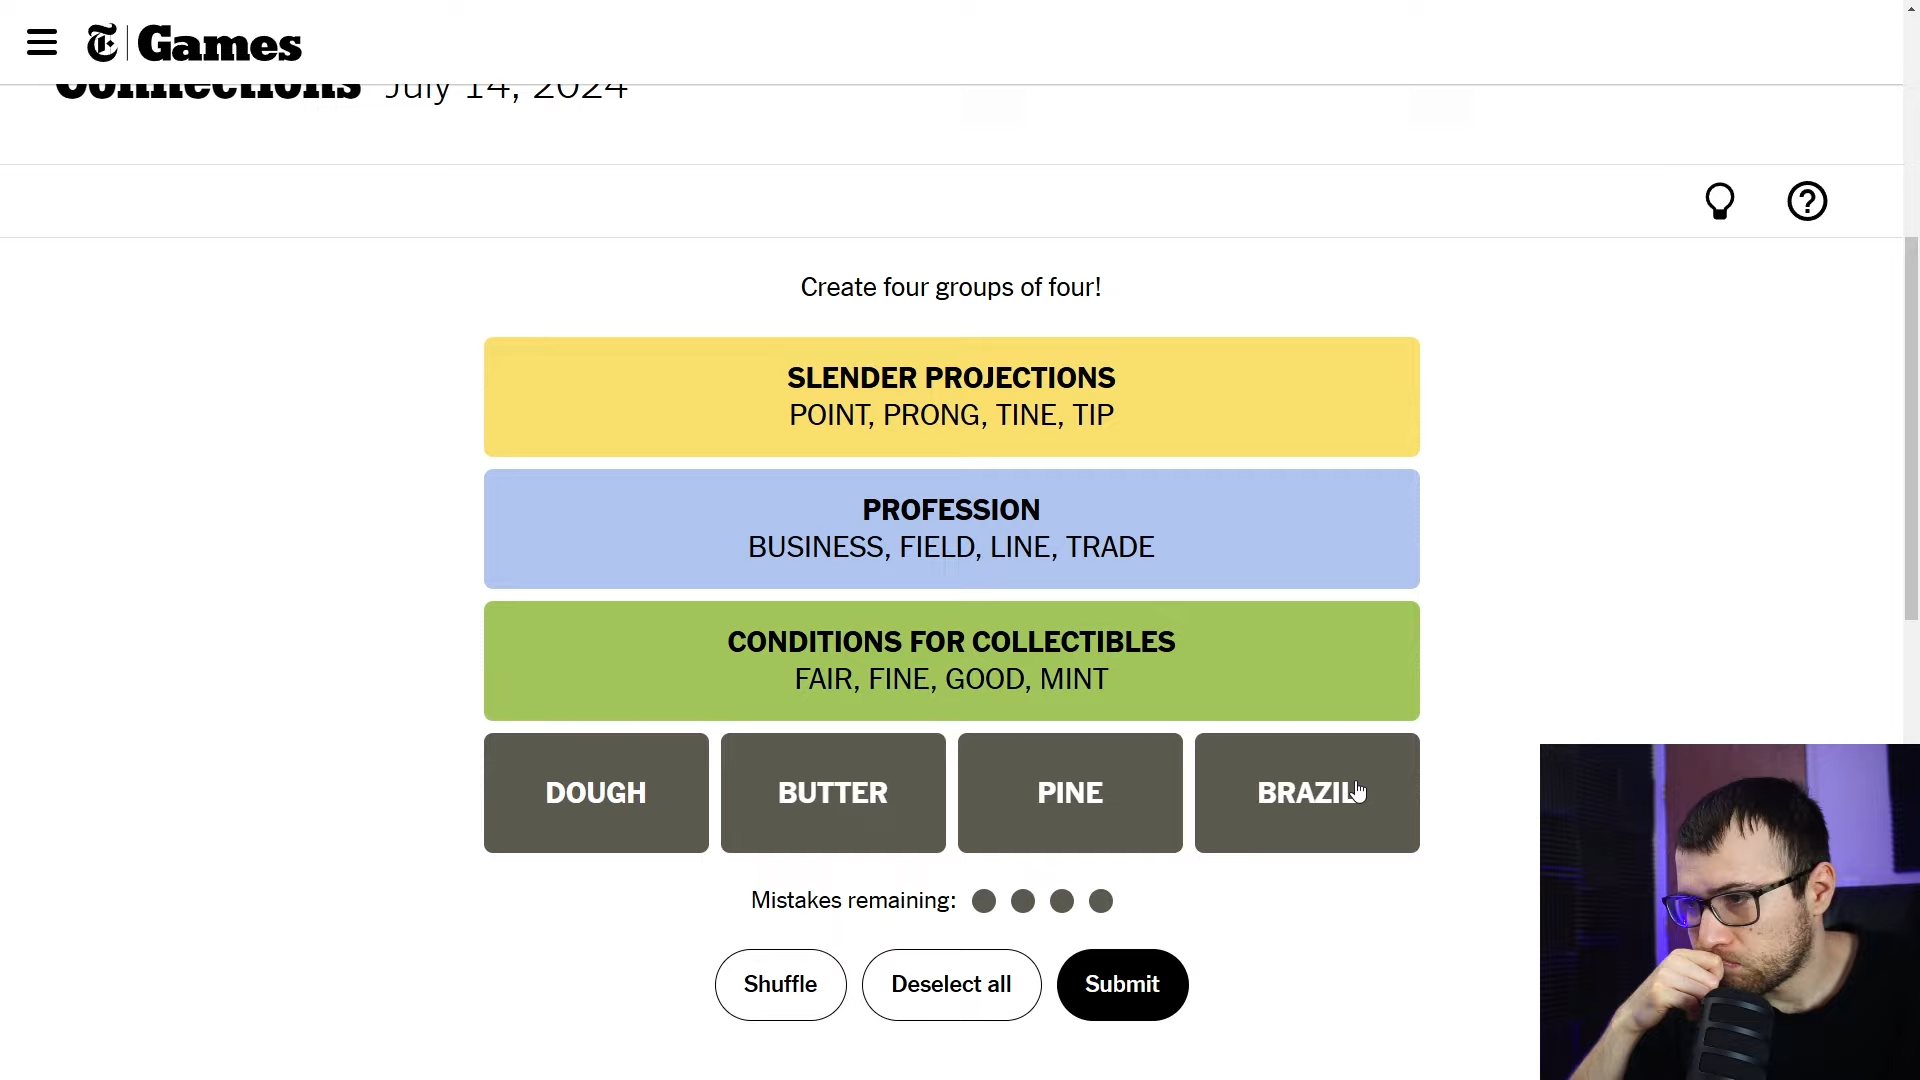 Games
Connections July 14, 2024
Create four groups of four!
SLENDER PROJECTIONS
POINT, PRONG, TINE, TIP
PROFESSION
BUSINESS, FIELD, LINE, TRADE
CONDITIONS FOR COLLECTIBLES
FAIR, FINE, GOOD, MINT
DOUGH BUTTER PINE BRAZIL
Mistakes remaining:
Shuffle Deselect all Submit